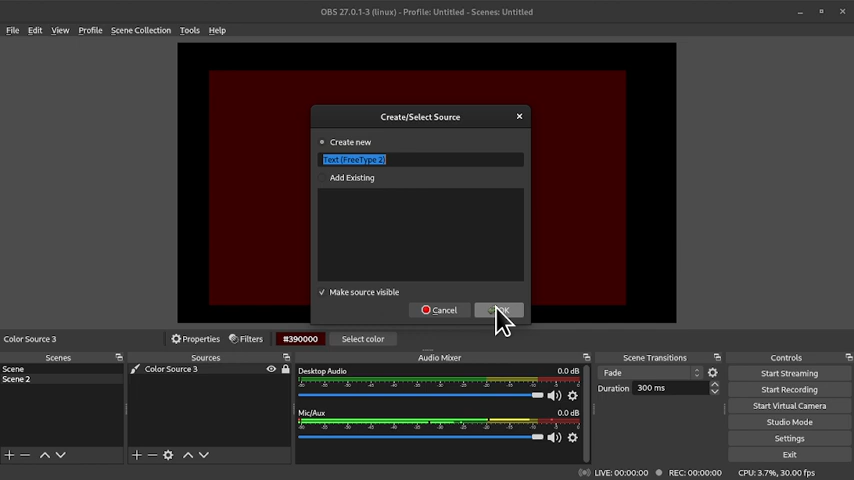 OBS 27.0.1-3 (linux) - Profile: Untitled - Scenes: Untitled
File Edit View Profile Scene Collection Tools Help
Create/Select Source
Create new
Text (FreeType 2)
Add Existing
Make source visible
Cancel
Color Source 3 Properties Filters #390000 Select color
Scenes Sources Audio Mixer Scene Transitions Controls
Scene
Scene 2
Color Source 3
Desktop Audio 0.0 dB
Mic/Aux 0.0 dB
Fade
Duration 300 ms
Start Streaming
Start Recording
Start Virtual Camera
Studio Mode
Settings
Exit
LIVE: 00:00:00 REC: 00:00:00 CPU: 3.7%, 30.00 fps